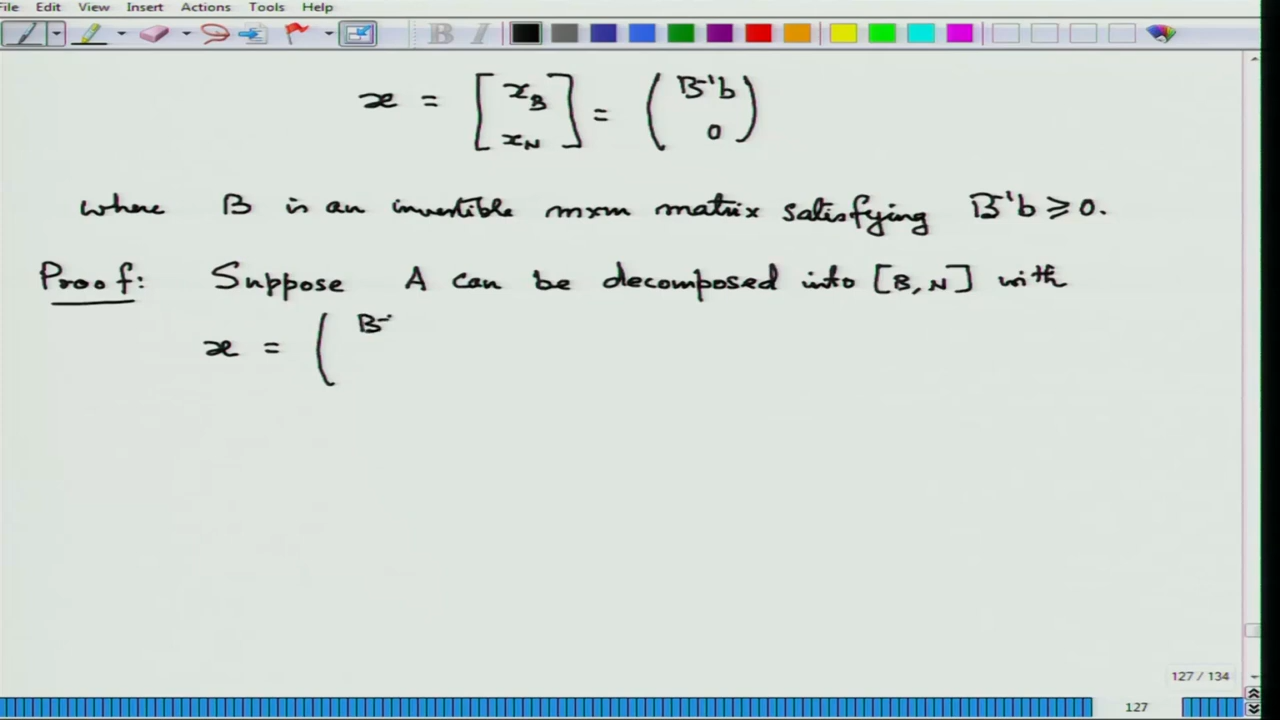 File Edit View Insert Actions Tools Help
B I
x = [ x_B x_N ] = ( B⁻¹b 0 )
where B is an invertible mxm matrix satisfying B⁻¹b ⩾ 0.
Proof: Suppose A can be decomposed into [B, N] with
x = ( B⁻
127 / 134
127